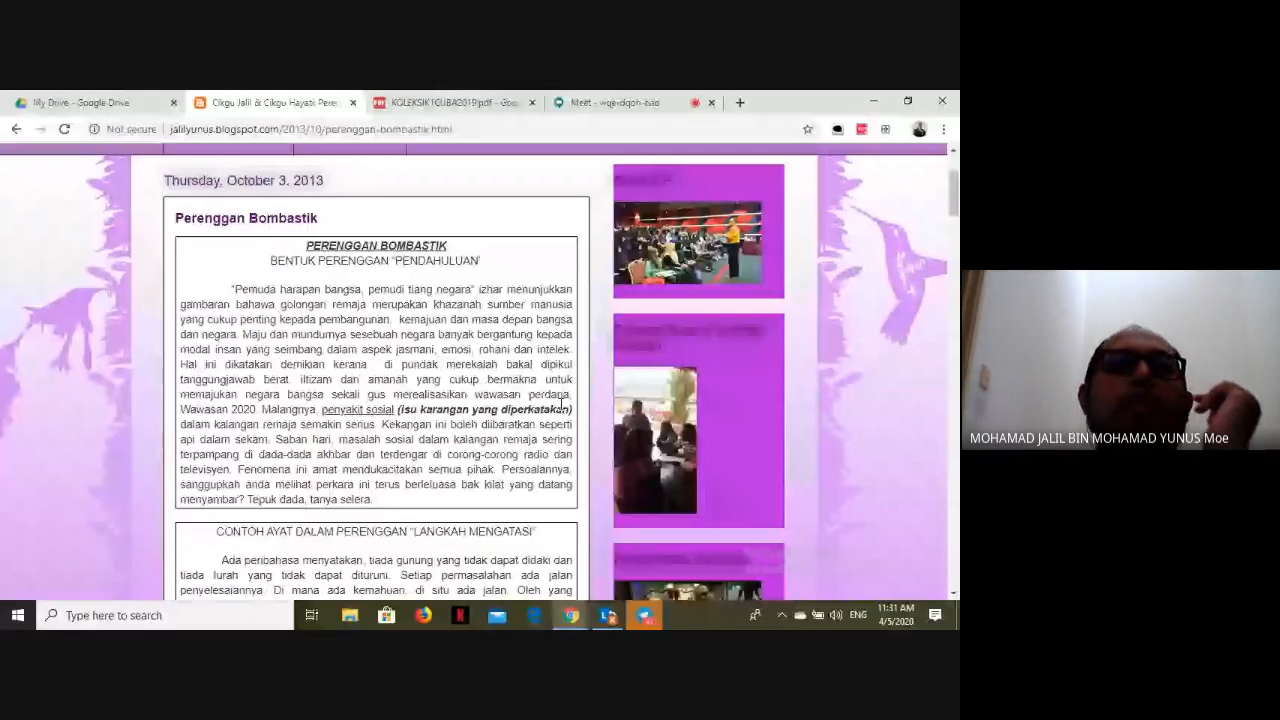 My Drive - Google Drive
Cikgu Jalil & Cikgu Hayati: Pere
Meet - wqe
Not secure
jalilyunus.blogspot.com/2013/10/perenggan-bombastik.html
Thursday, October 3, 2013
Perenggan Bombastik
PERENGGAN BOMBASTIK
BENTUK PERENGGAN "PENDAHULUAN'
"Pemuda harapan bangsa, pemudi tiang negara" izhar menunjukkan
gambaran bahawa golongan remaja merupakan khazanah sumber manusia
yang cukup penting kepada pembangunan, kemajuan dan masa depan bangsa
dan negara. Maju dan mundurnya sesebuah negara banyak bergantung kepada
modal insan yang seimbang dalam aspek jasmani, emosi, rohani dan intelek.
Hal ini dikatakan demikian kerana di pundak merekalah bakal dipikul
tanggungjawab berat, iltizam dan amanah yang cukup bermakna untuk
memajukan negara bangsa sekali gus merealisasikan wawasan perdana,
Wawasan 2020. Malangnya, penyakit sosial (isu karangan yang diperkatakan)
dalam kalangan remaja semakin serius. Kekangan ini boleh diibaratkan seperti
api dalam sekam. Saban hari, masalah sosial dalam kalangan remaja sering
terpampang di dada-dada akhbar dan terdengar di corong-corong radio dan
televisyen. Fenomena ini amat mendukacitakan semua pihak. Persoalannya,
sanggupkah anda melihat perkara ini terus berleluasa bak kilat yang datang
menyambar? Tepuk dada, tanya selera.
CONTOH AYAT DALAM PERENGGAN "LANGKAH MENGATASI"
Ada peribahasa menyatakan, tiada gunung yang tidak dapat didaki dan
tiada lurah yang tidak dapat dituruni. Setiap permasalahan ada jalan
penyelesaiannya. Di mana ada kemahuan, di situ ada jalan. Oleh yang
MOHAMAD JALIL BIN MOHAMAD YUNUS Moe
Type here to search
ENG
11:31 AM
4/5/2020